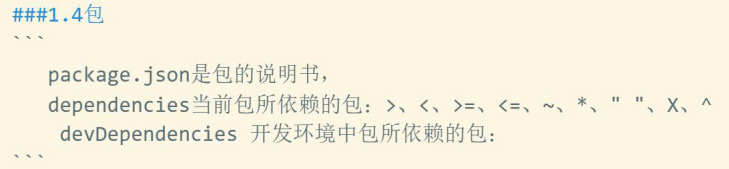 ###1.4包
```
package.json是包的说明书，
dependencies当前包所依赖的包：>、<、>=、<=、~、*、" "、X、^
devDependencies 开发环境中包所依赖的包：
```